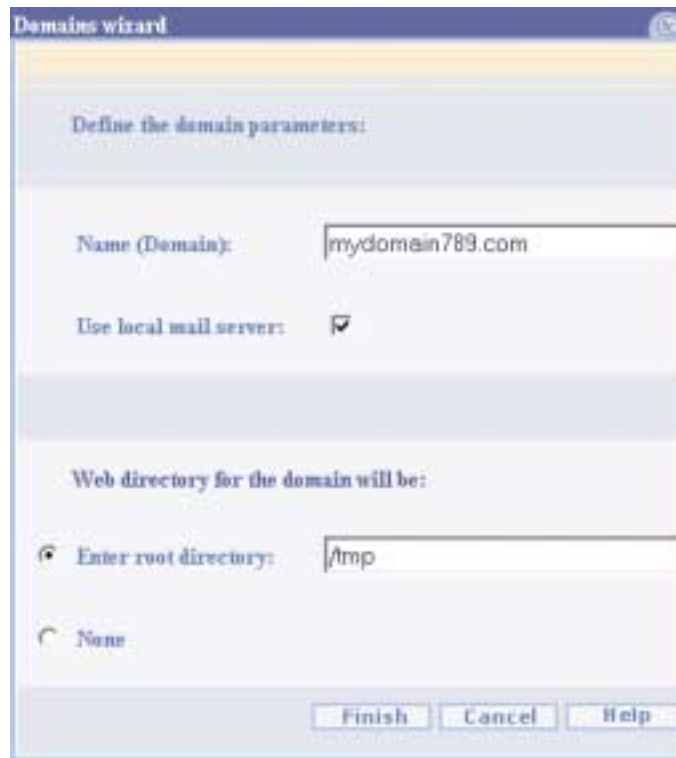 Domains wizard
Define the domain parameters:
Name (Domain): mydomain789.com
Use local mail server:
Web directory for the domain will be:
Enter root directory: /tmp
None
Finish Cancel Help